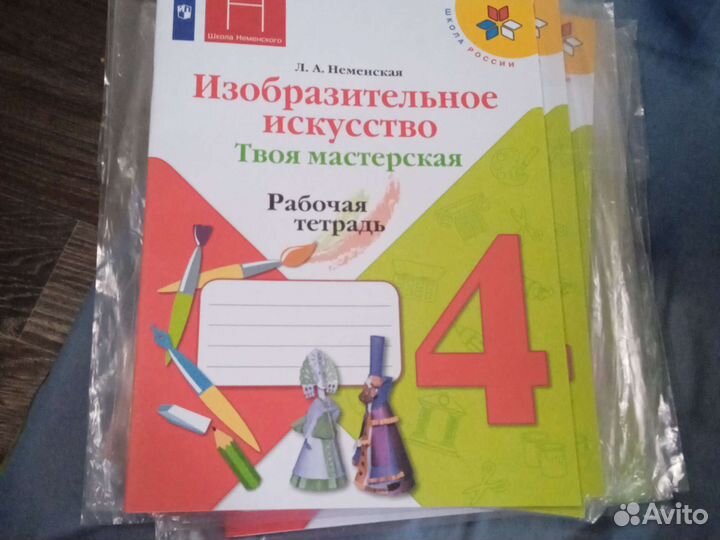 Школа Неменского
ШКОЛА РОССИИ
Л. А. Неменская
Изобразительное
искусство
Твоя мастерская
Рабочая
тетрадь
4
Avito